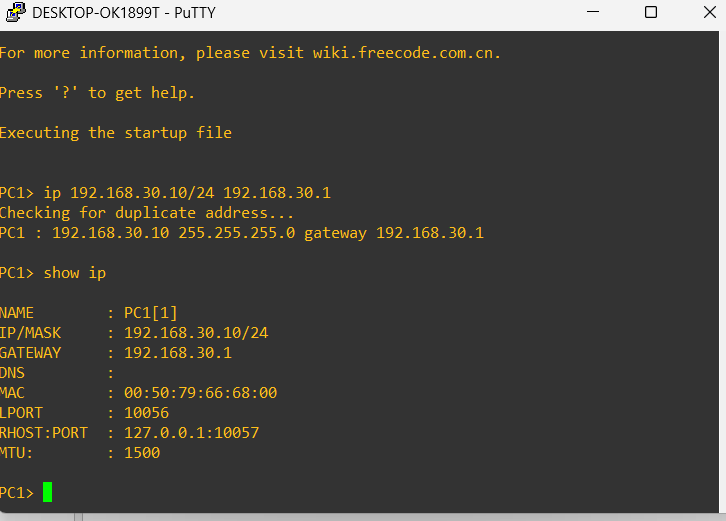 DESKTOP-OK1899T - PuTTY
For more information, please visit wiki.freecode.com.cn.
Press '?' to get help.
Executing the startup file
PC1> ip 192.168.30.10/24 192.168.30.1
Checking for duplicate address...
PC1 : 192.168.30.10 255.255.255.0 gateway 192.168.30.1
PC1> show ip
NAME        : PC1[1]
IP/MASK     : 192.168.30.10/24
GATEWAY     : 192.168.30.1
DNS         :
MAC         : 00:50:79:66:68:00
LPORT       : 10056
RHOST:PORT  : 127.0.0.1:10057
MTU:        : 1500
PC1>